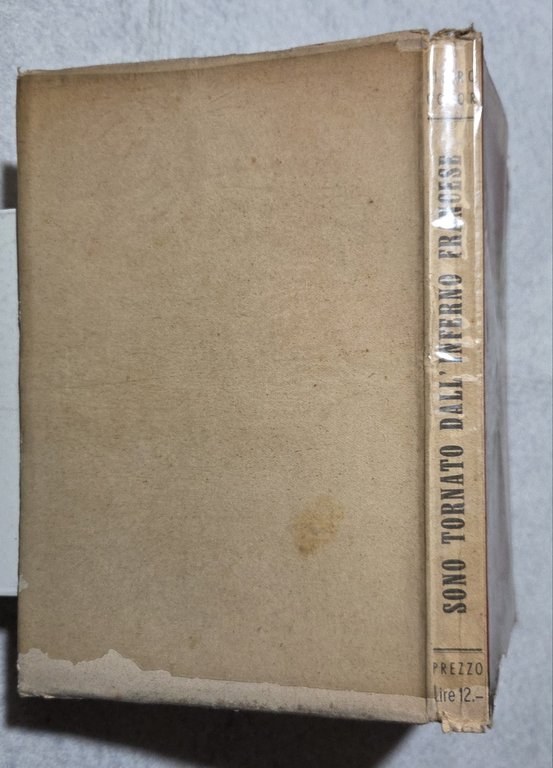 SONO TORNATO DALL'INFERNO FRANCESE
PREZZO
Lire 12.-